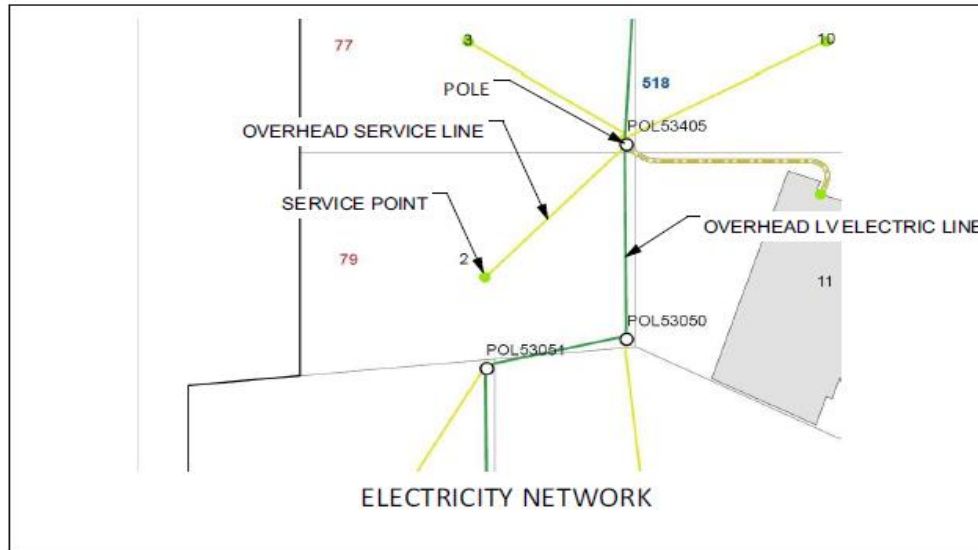 77
3
10
POLE
518
POL53405
OVERHEAD SERVICE LINE
SERVICE POINT
OVERHEAD LV ELECTRIC LINE
79
2
11
POL53050
POL53051
ELECTRICITY NETWORK